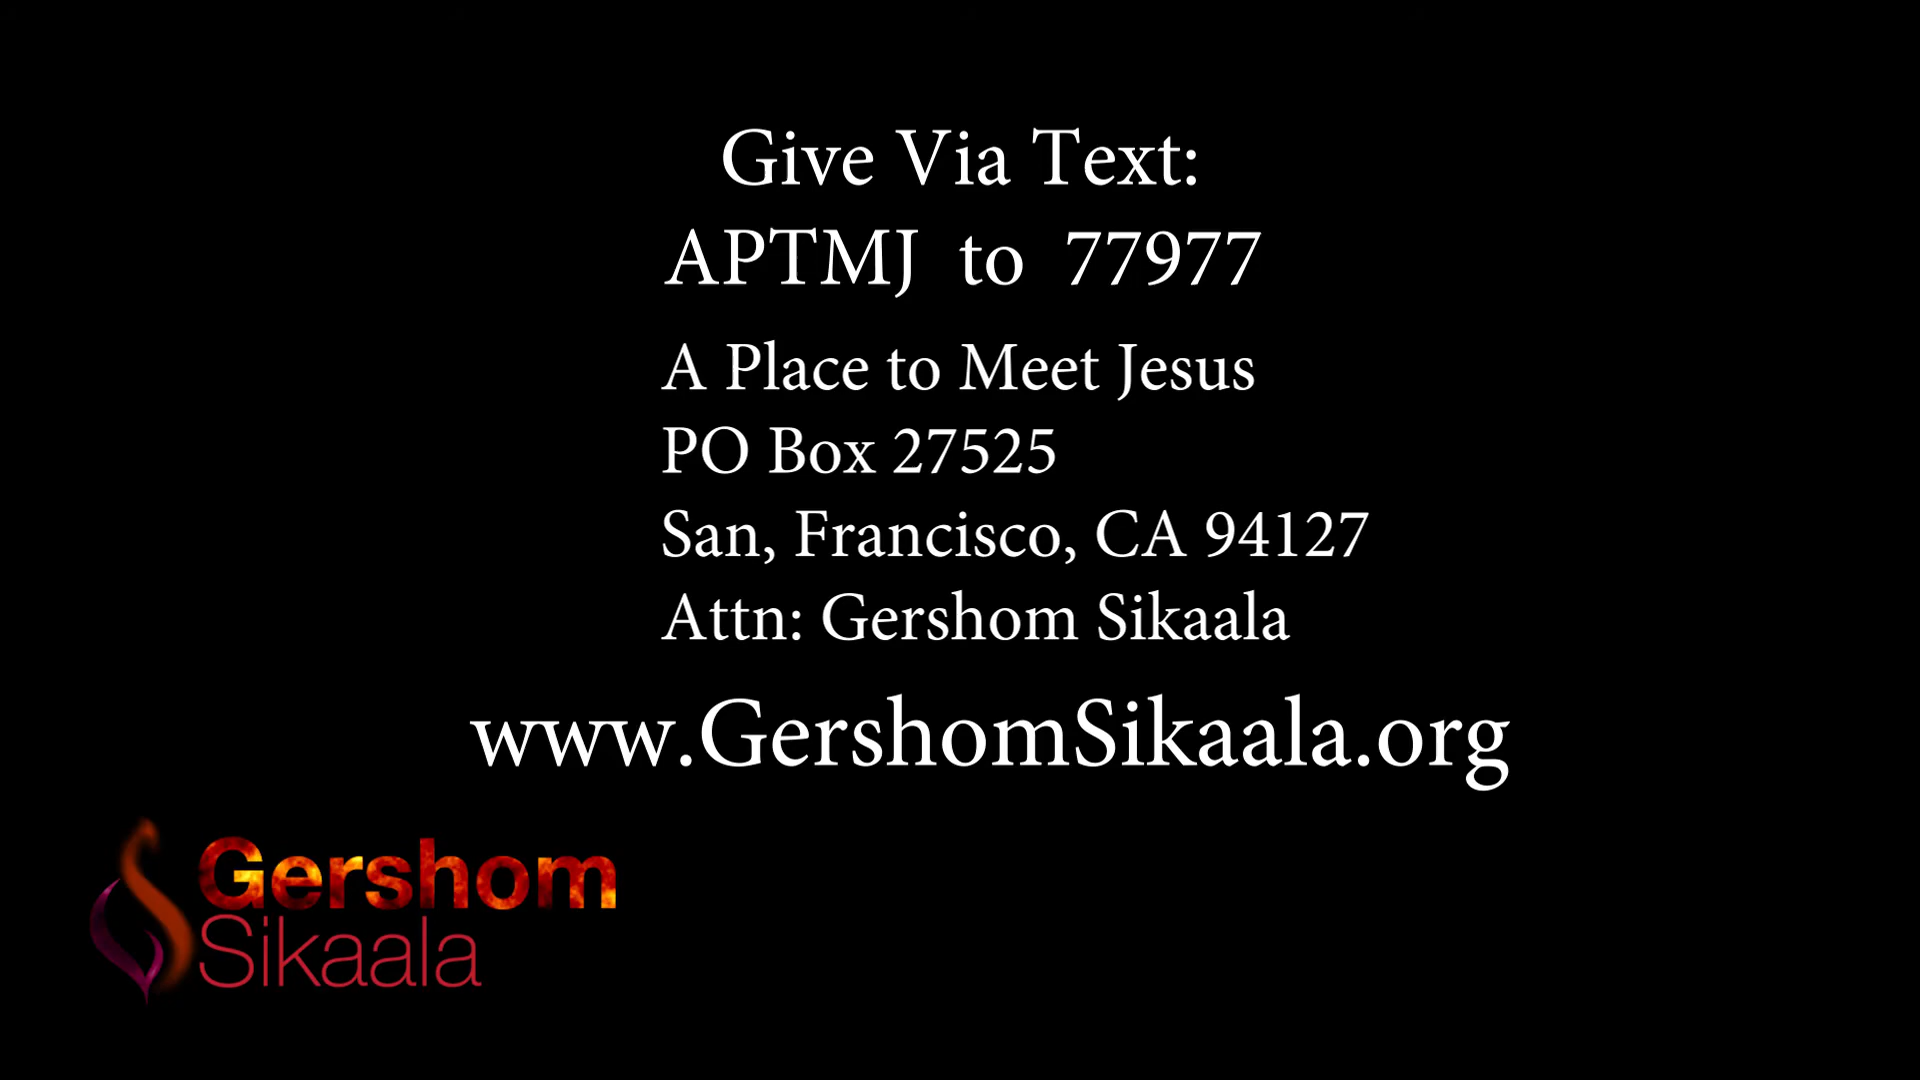 Give Via Text:
APTMJ to 77977
A Place to Meet Jesus
PO Box 27525
San, Francisco, CA 94127
Attn: Gershom Sikaala
www.GershomSikaala.org
Gershom
Sikaala